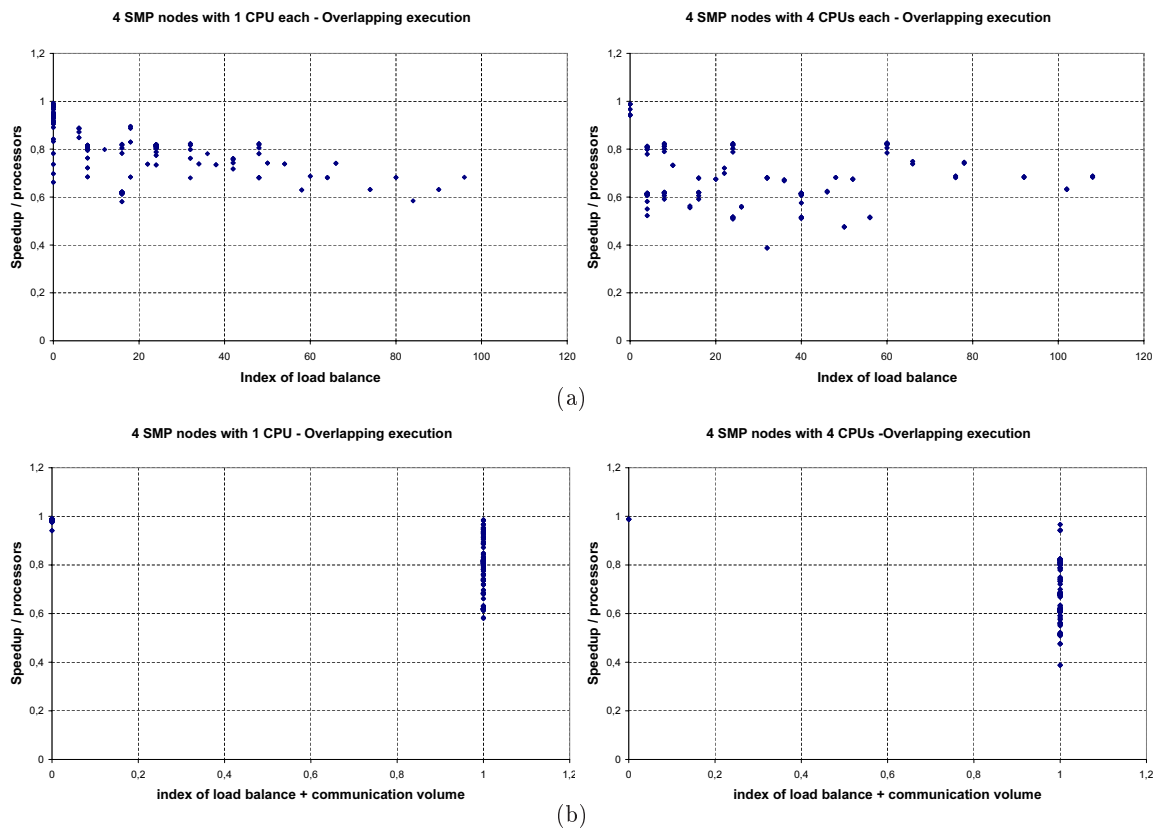 4 SMP nodes with 1 CPU each - Overlapping execution
1,2
1
0,8
0,6
0,4
0,2
0
Speedup / processors
0 20 40 60 80 100 120
Index of load balance
4 SMP nodes with 4 CPUs each - Overlapping execution
1,2
1
0,8
0,6
0,4
0,2
0
Speedup / processors
0 20 40 60 80 100 120
Index of load balance
(a)
4 SMP nodes with 1 CPU - Overlapping execution
1,2
1
0,8
0,6
0,4
0,2
0
Speedup / processors
0 0,2 0,4 0,6 0,8 1 1,2
index of load balance + communication volume
4 SMP nodes with 4 CPUs -Overlapping execution
1,2
1
0,8
0,6
0,4
0,2
0
Speedup / processors
0 0,2 0,4 0,6 0,8 1 1,2
index of load balance + communication volume
(b)